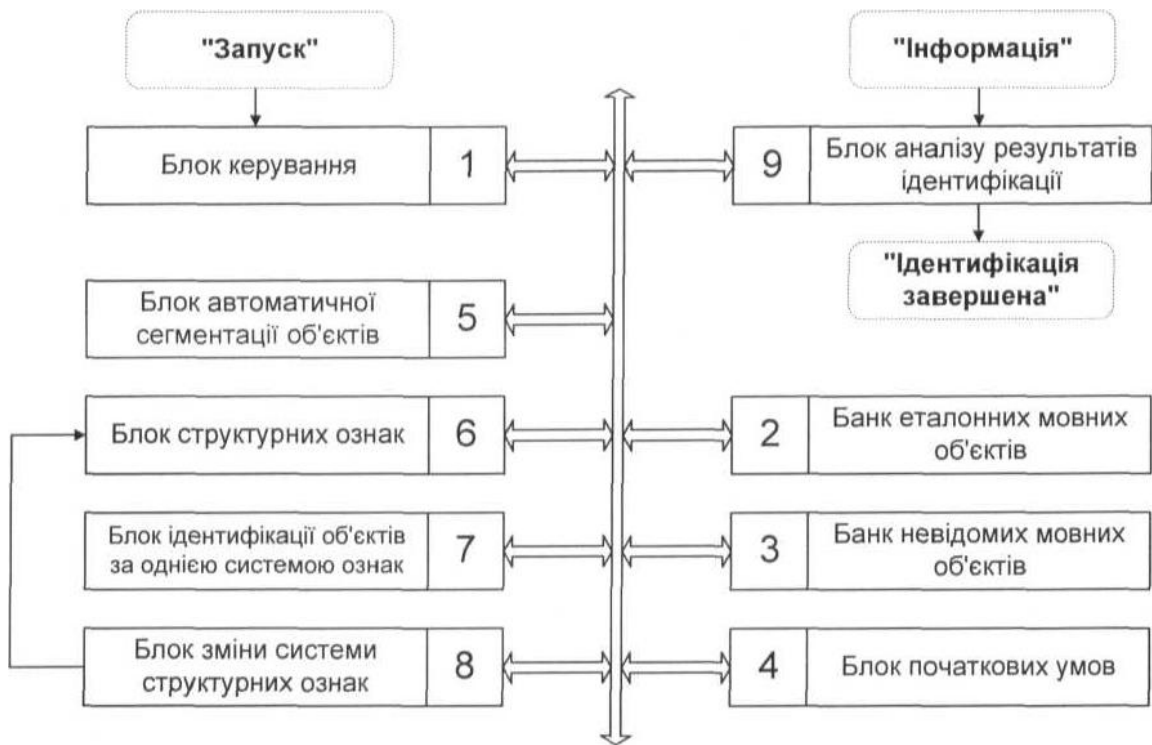 "Запуск"
"Інформація"
Блок керування
1
9
Блок аналізу результатів
ідентифікації
"Ідентифікація
завершена"
Блок автоматичної
сегментації об'єктів
5
Блок структурних ознак
6
2
Банк еталонних мовних
об'єктів
Блок ідентифікації об'єктів
за однією системою ознак
7
3
Банк невідомих мовних
об'єктів
Блок зміни системи
структурних ознак
8
4
Блок початкових умов